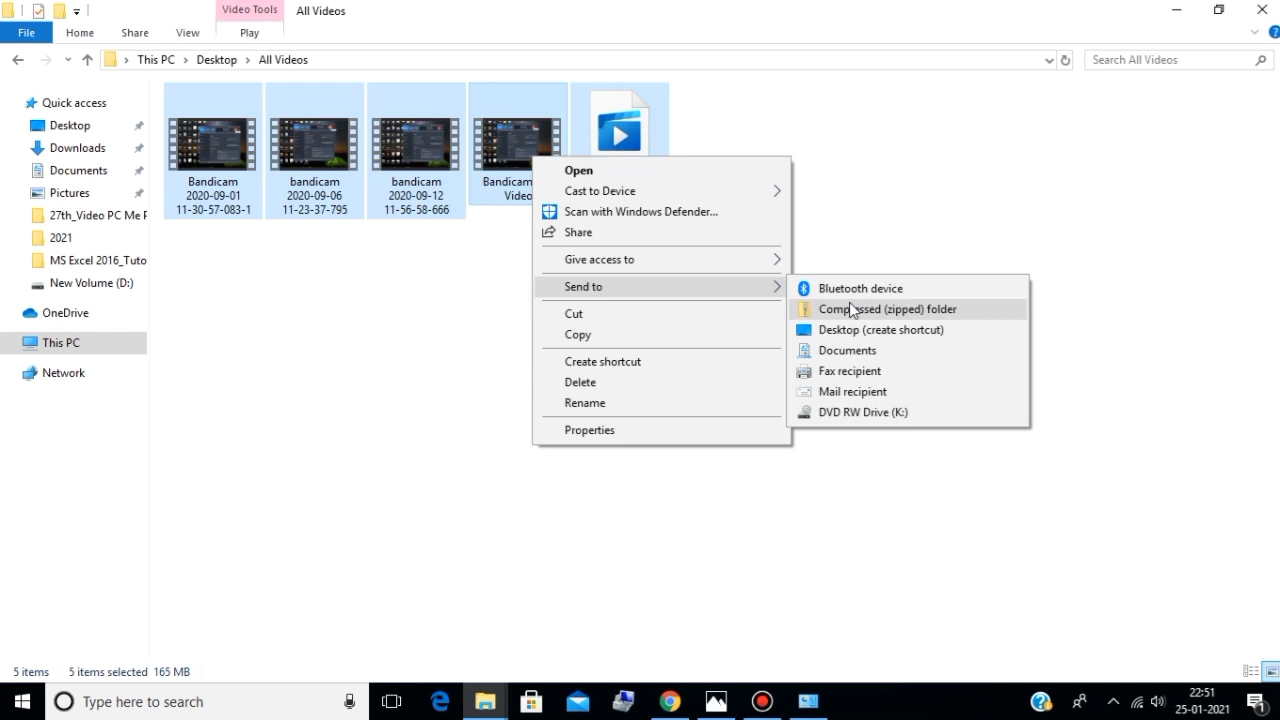 Video Tools
All Videos
File
Home
Share
View
Play
This PC
Desktop
All Videos
Search All Videos
Quick access
Desktop
Downloads
Documents
Pictures
27th_Video PC Me
2021
MS Excel 2016_Tuto
New Volume (D:)
OneDrive
This PC
Network
Bandicam
2020-09-01
11-30-57-083-1
bandicam
2020-09-06
11-23-37-795
bandicam
2020-09-12
11-56-58-666
Bandicam
Video
Open
Cast to Device
Scan with Windows Defender...
Share
Give access to
Send to
Cut
Copy
Create shortcut
Delete
Rename
Properties
Bluetooth device
Compressed (zipped) folder
Desktop (create shortcut)
Documents
Fax recipient
Mail recipient
DVD RW Drive (K:)
5 items
5 items selected 165 MB
Type here to search
22:51
25-01-2021
1